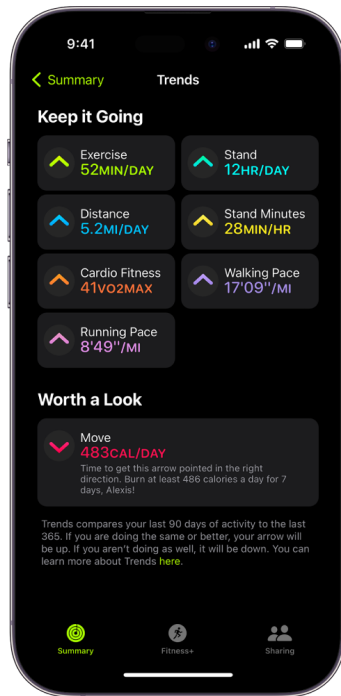 9:41
Summary
Trends
Keep it Going
Exercise
52MIN/DAY
Stand
12HR/DAY
Distance
5.2MI/DAY
Stand Minutes
28MIN/HR
Cardio Fitness
41VO2MAX
Walking Pace
17'09"/MI
Running Pace
8'49"/MI
Worth a Look
Move
483CAL/DAY
Time to get this arrow pointed in the right
direction. Burn at least 486 calories a day for 7
days, Alexis!
Trends compares your last 90 days of activity to the last
365. If you are doing the same or better, your arrow will
be up. If you aren't doing as well, it will be down. You can
learn more about Trends here.
Summary
Fitness+
Sharing